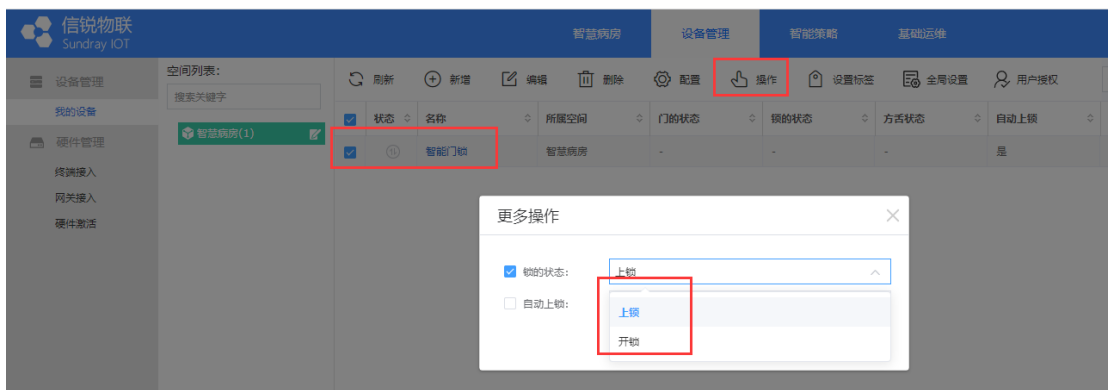 信锐物联
Sundray IOT
智慧病房
设备管理
智能策略
基础运维
设备管理
我的设备
硬件管理
终端接入
网关接入
硬件激活
空间列表:
搜索关键字
智慧病房(1)
刷新
新增
编辑
删除
配置
操作
设置标签
全局设置
用户授权
状态 名称 所属空间 门的状态 锁的状态 方舌状态 自动上锁
智能门锁 智慧病房 - - - 是
更多操作
锁的状态: 上锁
自动上锁:
上锁
开锁